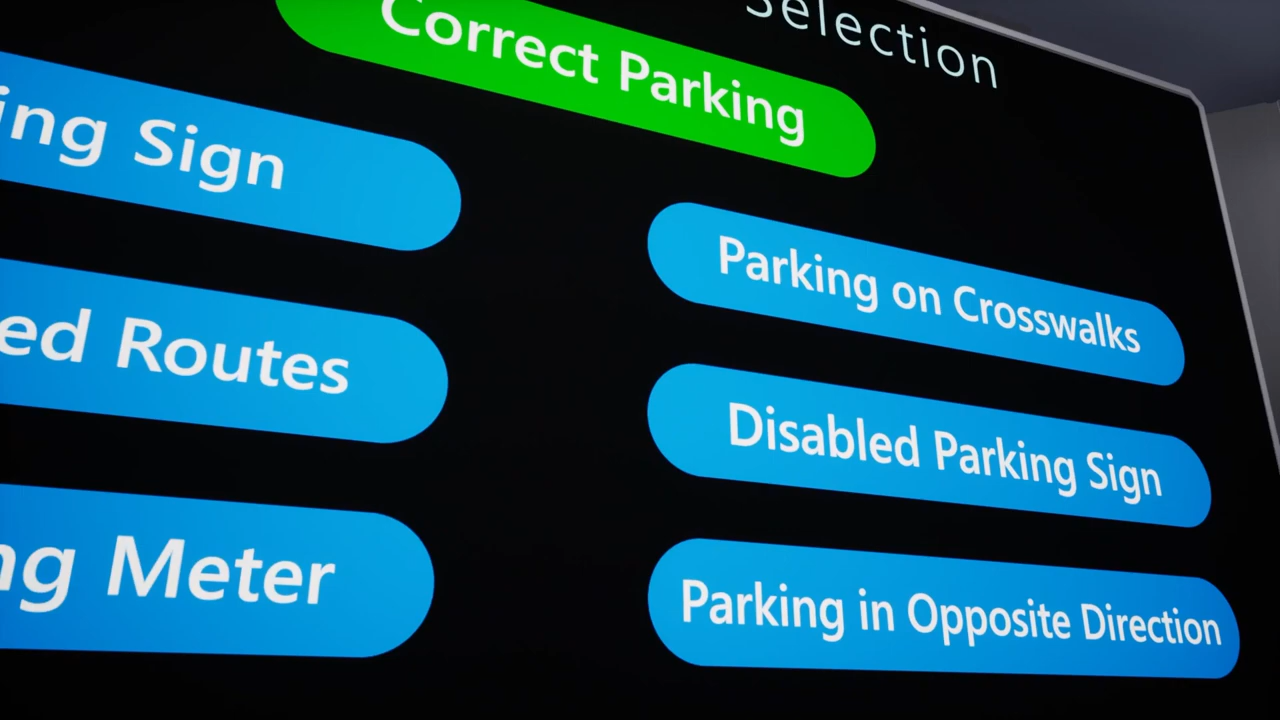 Selection
Correct Parking
ing Sign
Parking on Crosswalks
ed Routes
Disabled Parking Sign
ng Meter
Parking in Opposite Direction